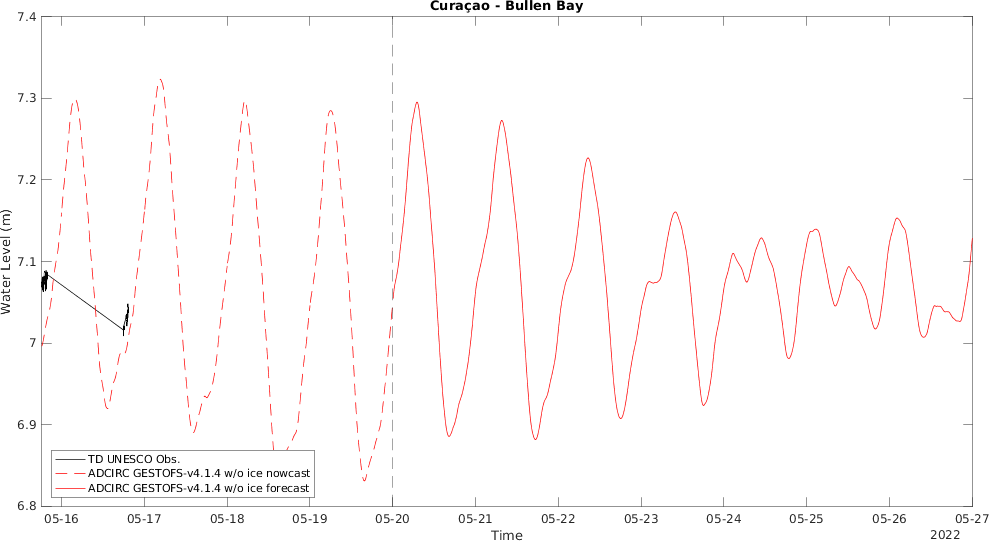 Curaçao - Bullen Bay
7.4
7.3
7.2
7.1
7
6.9
6.8
Water Level (m)
TD UNESCO Obs.
ADCIRC GESTOFS-v4.1.4 w/o ice nowcast
ADCIRC GESTOFS-v4.1.4 w/o ice forecast
05-16 05-17 05-18 05-19 05-20 05-21 05-22 05-23 05-24 05-25 05-26 05-27
Time
2022